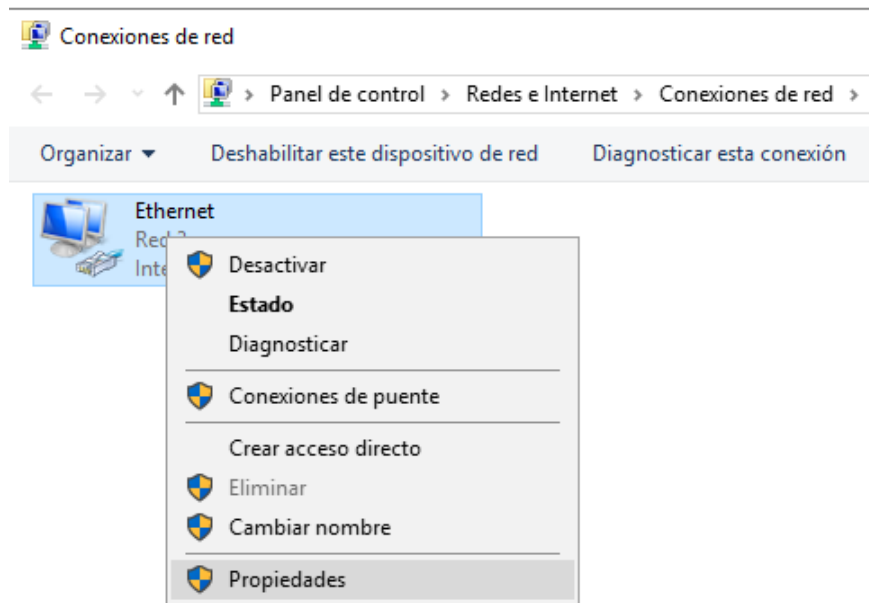 Conexiones de red
Panel de control > Redes e Internet > Conexiones de red >
Organizar Deshabilitar este dispositivo de red Diagnosticar esta conexión
Ethernet
Red
Desactivar
Estado
Diagnosticar
Conexiones de puente
Crear acceso directo
Eliminar
Cambiar nombre
Propiedades